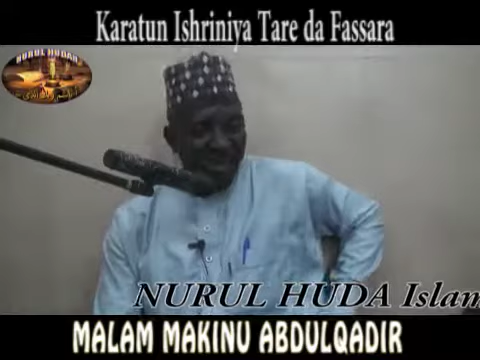 Karatun Ishriniya Tare da Fassara
NURUL HUDA
NURUL HUDA Islam
MALAM MAKINU ABDULQADIR